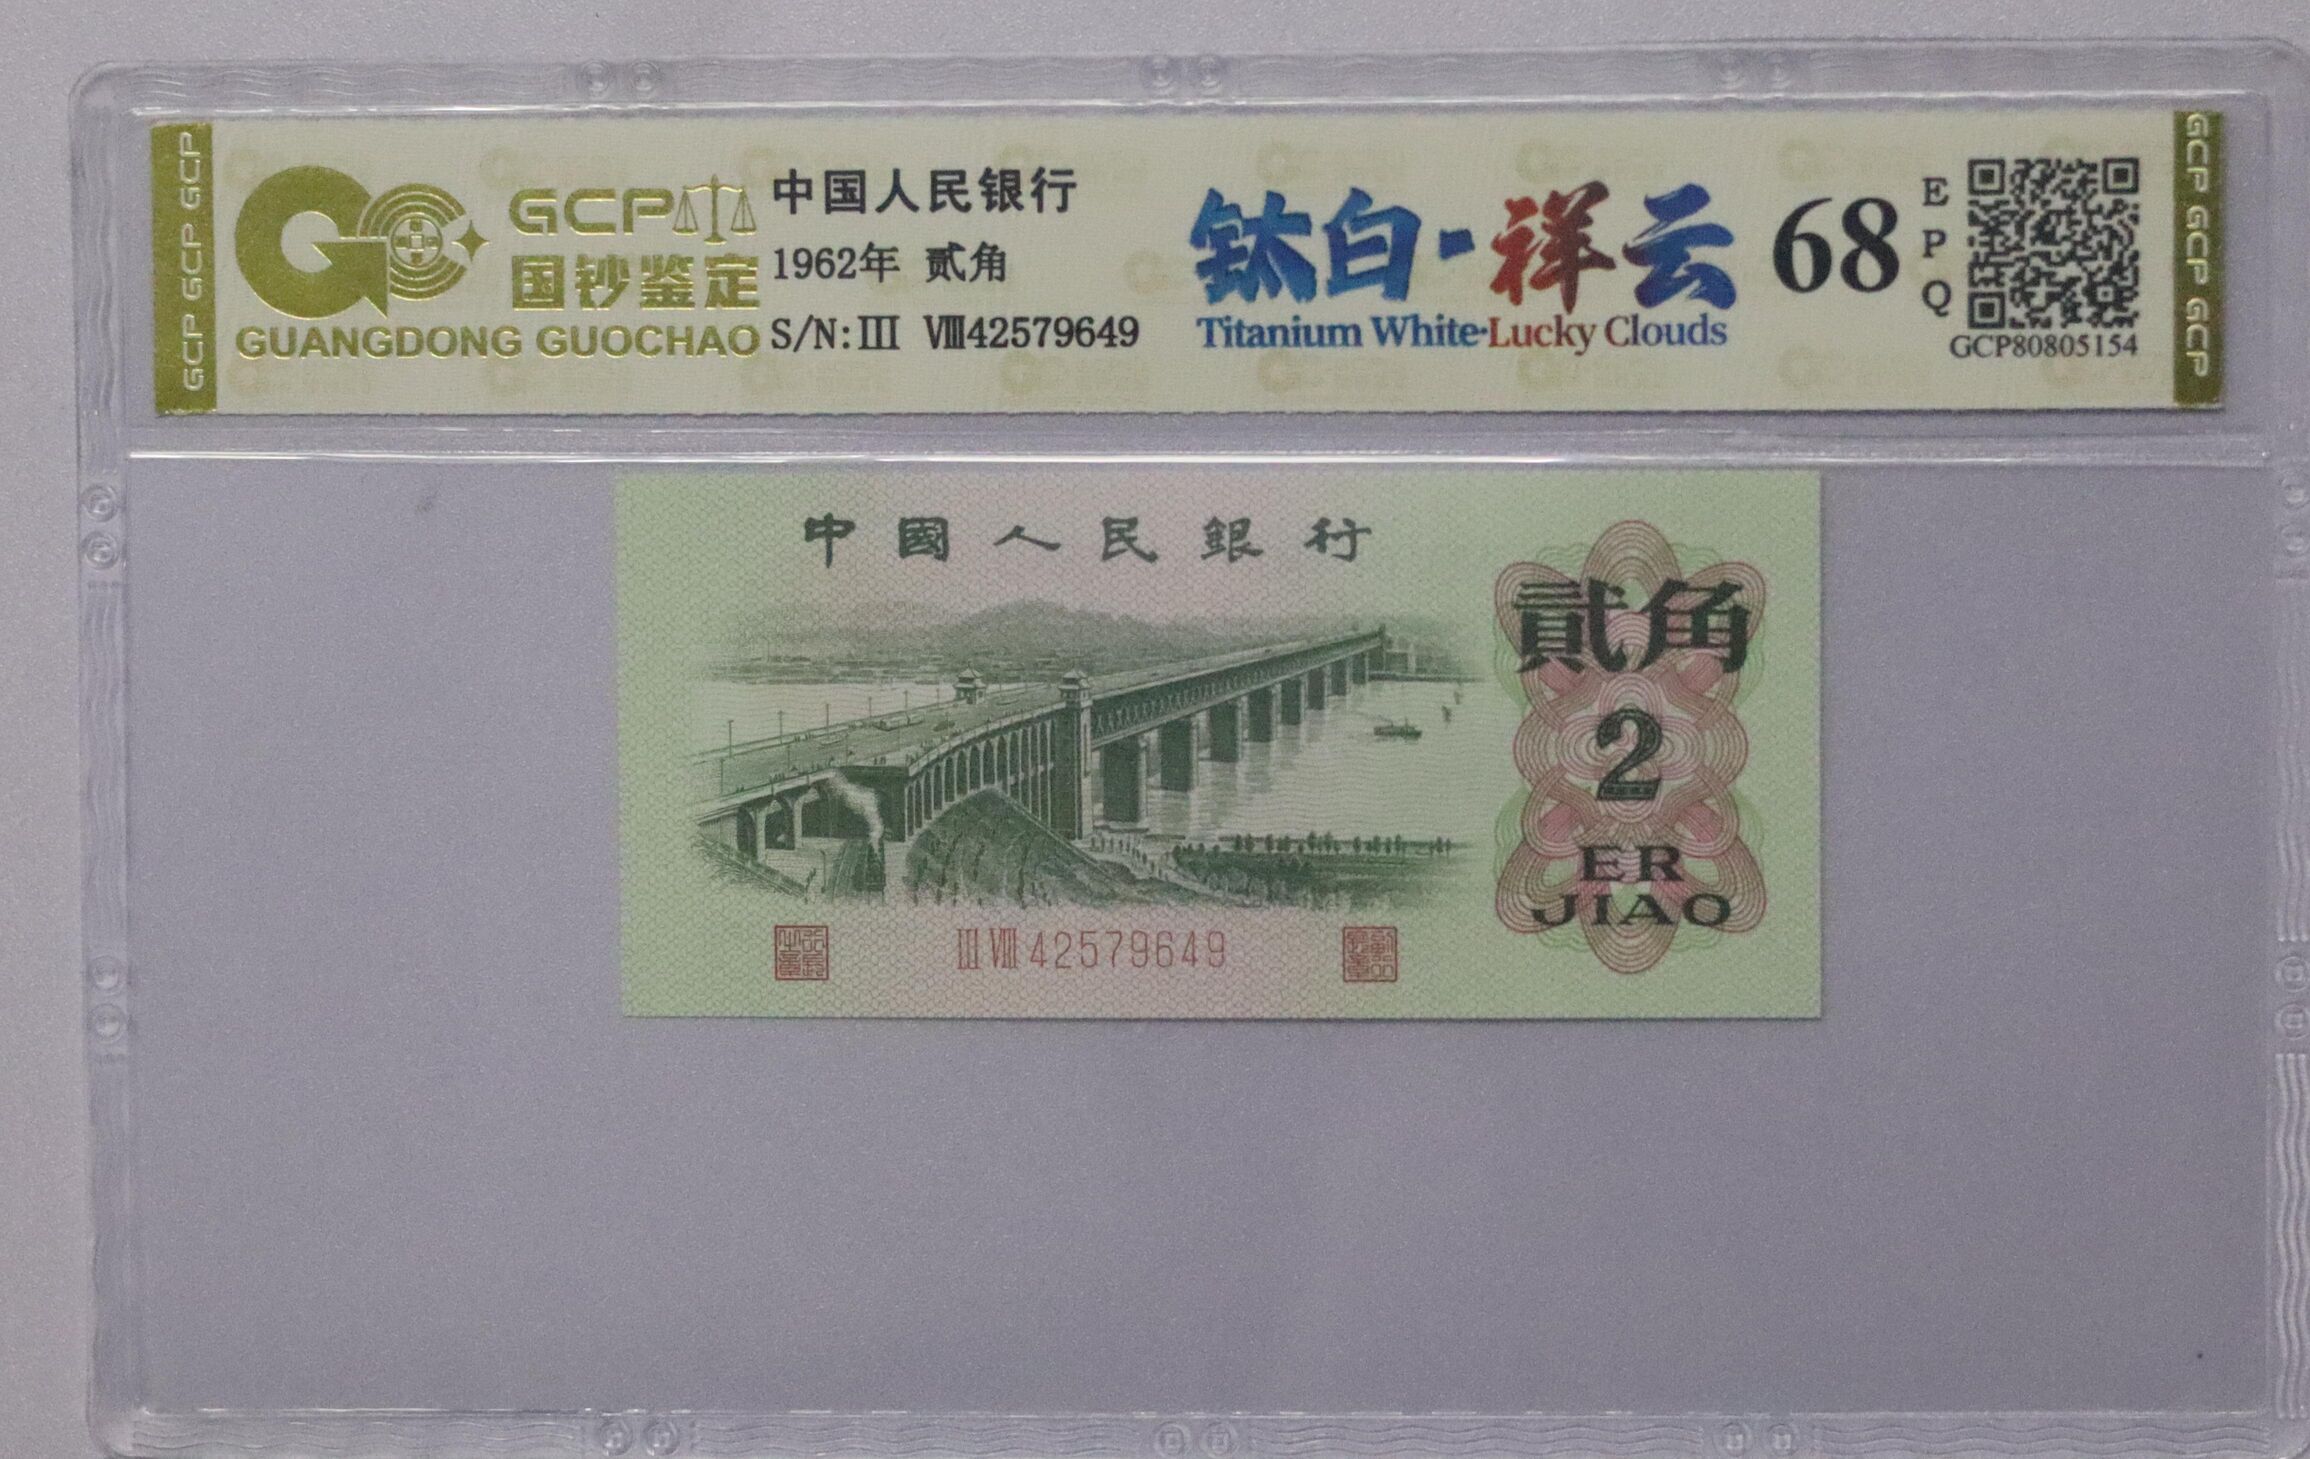 GCP GCP GCP
GCP
国钞鉴定
GUANGDONG GUOCHAO
中国人民银行
1962年 贰角
S/N:III VIII42579649
钛白-祥云
Titanium White·Lucky Clouds
68
EPQ
GCP80805154
GCP GCP GCP
中國人民銀行
貳角
2
ER
JIAO
III VIII 42579649